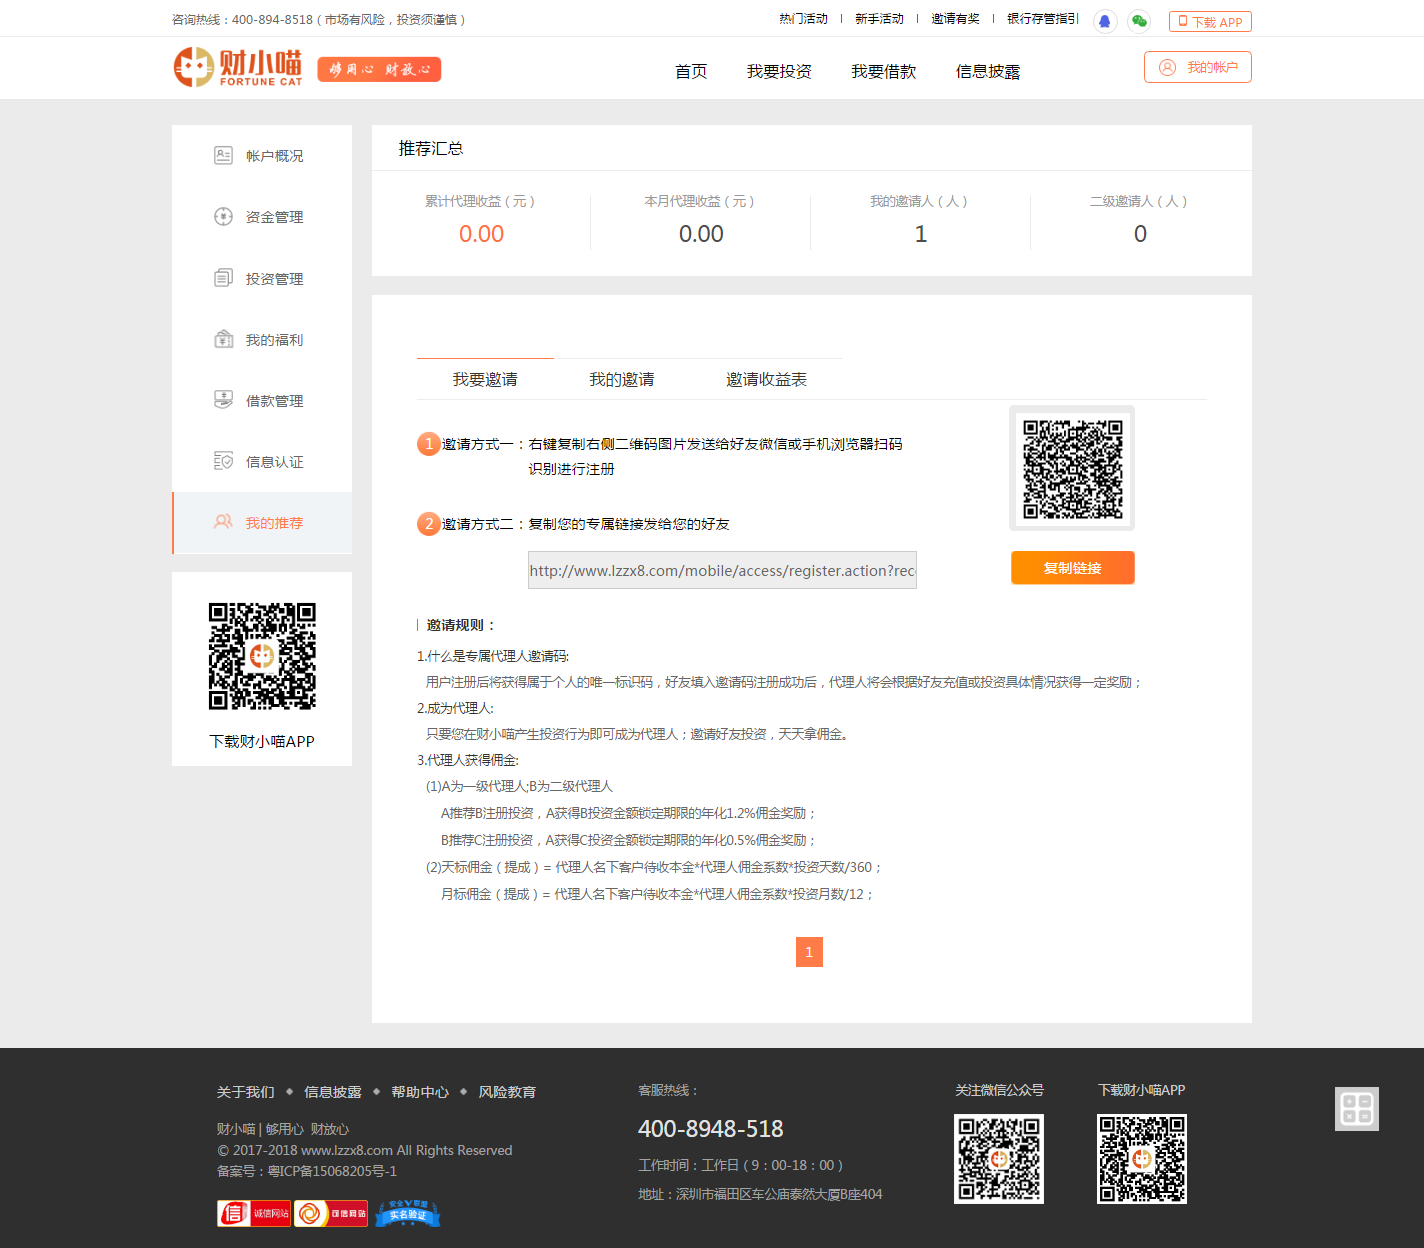 咨询热线：400-894-8518（市场有风险，投资须谨慎）
热门活动 | 新手活动 | 邀请有奖 | 银行存管指引
下载 APP
财小喵
FORTUNE CAT
够用心 财放心
首页 我要投资 我要借款 信息披露
我的帐户
帐户概况
资金管理
投资管理
我的福利
借款管理
信息认证
我的推荐
下载财小喵APP
推荐汇总
累计代理收益（元） 本月代理收益（元） 我的邀请人（人） 二级邀请人（人）
0.00 0.00 1 0
我要邀请 我的邀请 邀请收益表
1 邀请方式一：右键复制右侧二维码图片发送给好友微信或手机浏览器扫码
识别进行注册
2 邀请方式二：复制您的专属链接发给您的好友
http://www.lzzx8.com/mobile/access/register.action?rec
复制链接
邀请规则：
1.什么是专属代理人邀请码:
用户注册后将获得属于个人的唯一标识码，好友填入邀请码注册成功后，代理人将会根据好友充值或投资具体情况获得一定奖励；
2.成为代理人:
只要您在财小喵产生投资行为即可成为代理人；邀请好友投资，天天拿佣金。
3.代理人获得佣金:
(1)A为一级代理人;B为二级代理人
A推荐B注册投资，A获得B投资金额锁定期限的年化1.2%佣金奖励；
B推荐C注册投资，A获得C投资金额锁定期限的年化0.5%佣金奖励；
(2)天标佣金（提成）= 代理人名下客户待收本金*代理人佣金系数*投资天数/360；
月标佣金（提成）= 代理人名下客户待收本金*代理人佣金系数*投资月数/12；
1
关于我们 信息披露 帮助中心 风险教育
财小喵 | 够用心 财放心
© 2017-2018 www.lzzx8.com All Rights Reserved
备案号：粤ICP备15068205号-1
信 诚信网站
可信网站
安全联盟
实名验证
客服热线：
400-8948-518
工作时间：工作日（9：00-18：00）
地址：深圳市福田区车公庙泰然大厦B座404
关注微信公众号
下载财小喵APP